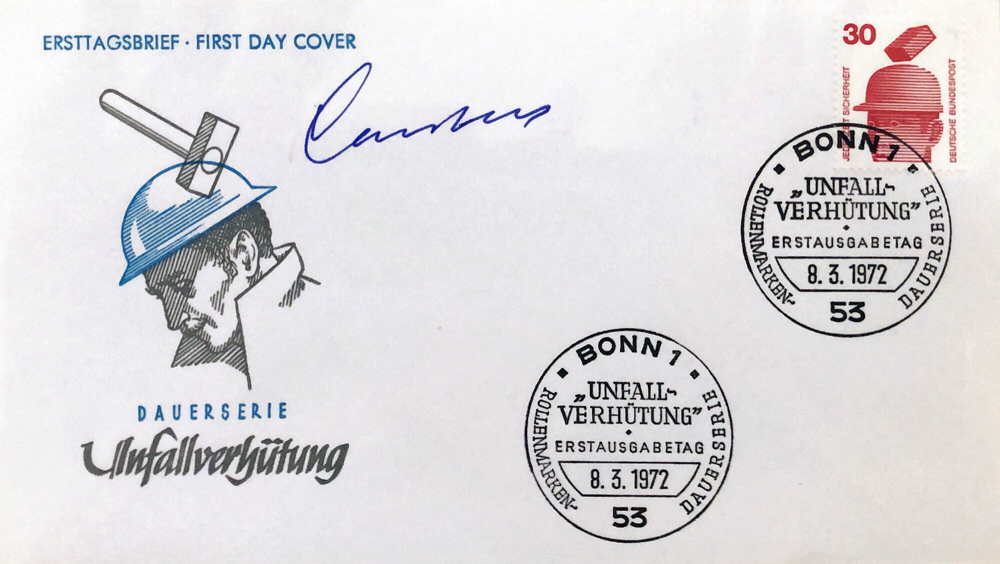 ERSTTAGSBRIEF · FIRST DAY COVER
30
JEDERZEIT SICHERHEIT
DEUTSCHE BUNDESPOST
BONN 1
„UNFALL-
VERHÜTUNG”
ERSTAUSGABETAG
8. 3. 1972
53
ROLLENMARKEN-
DAUERSERIE
BONN 1
„UNFALL-
VERHÜTUNG”
ERSTAUSGABETAG
8. 3. 1972
53
ROLLENMARKEN-
DAUERSERIE
DAUERSERIE
Unfallverhütung